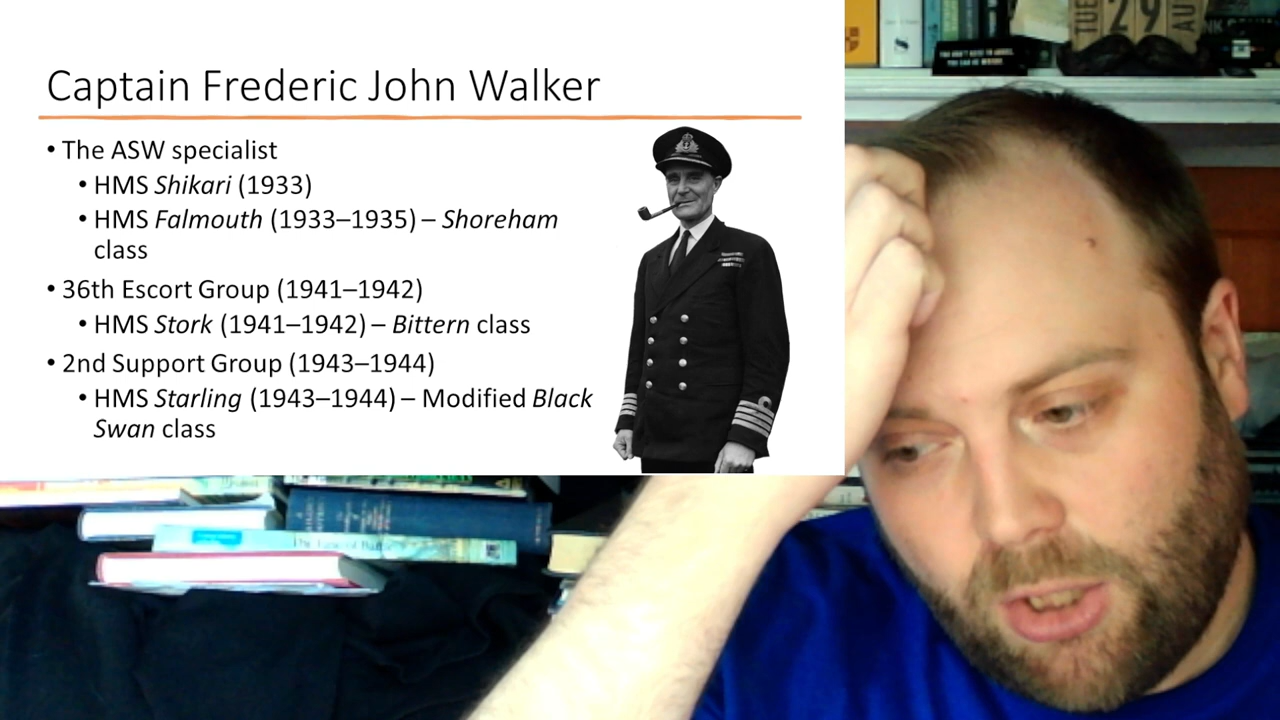 Captain Frederic John Walker
• The ASW specialist
• HMS Shikari (1933)
• HMS Falmouth (1933–1935) – Shoreham
class
• 36th Escort Group (1941–1942)
• HMS Stork (1941–1942) – Bittern class
• 2nd Support Group (1943–1944)
• HMS Starling (1943–1944) – Modified Black
Swan class
TUE
29
AU